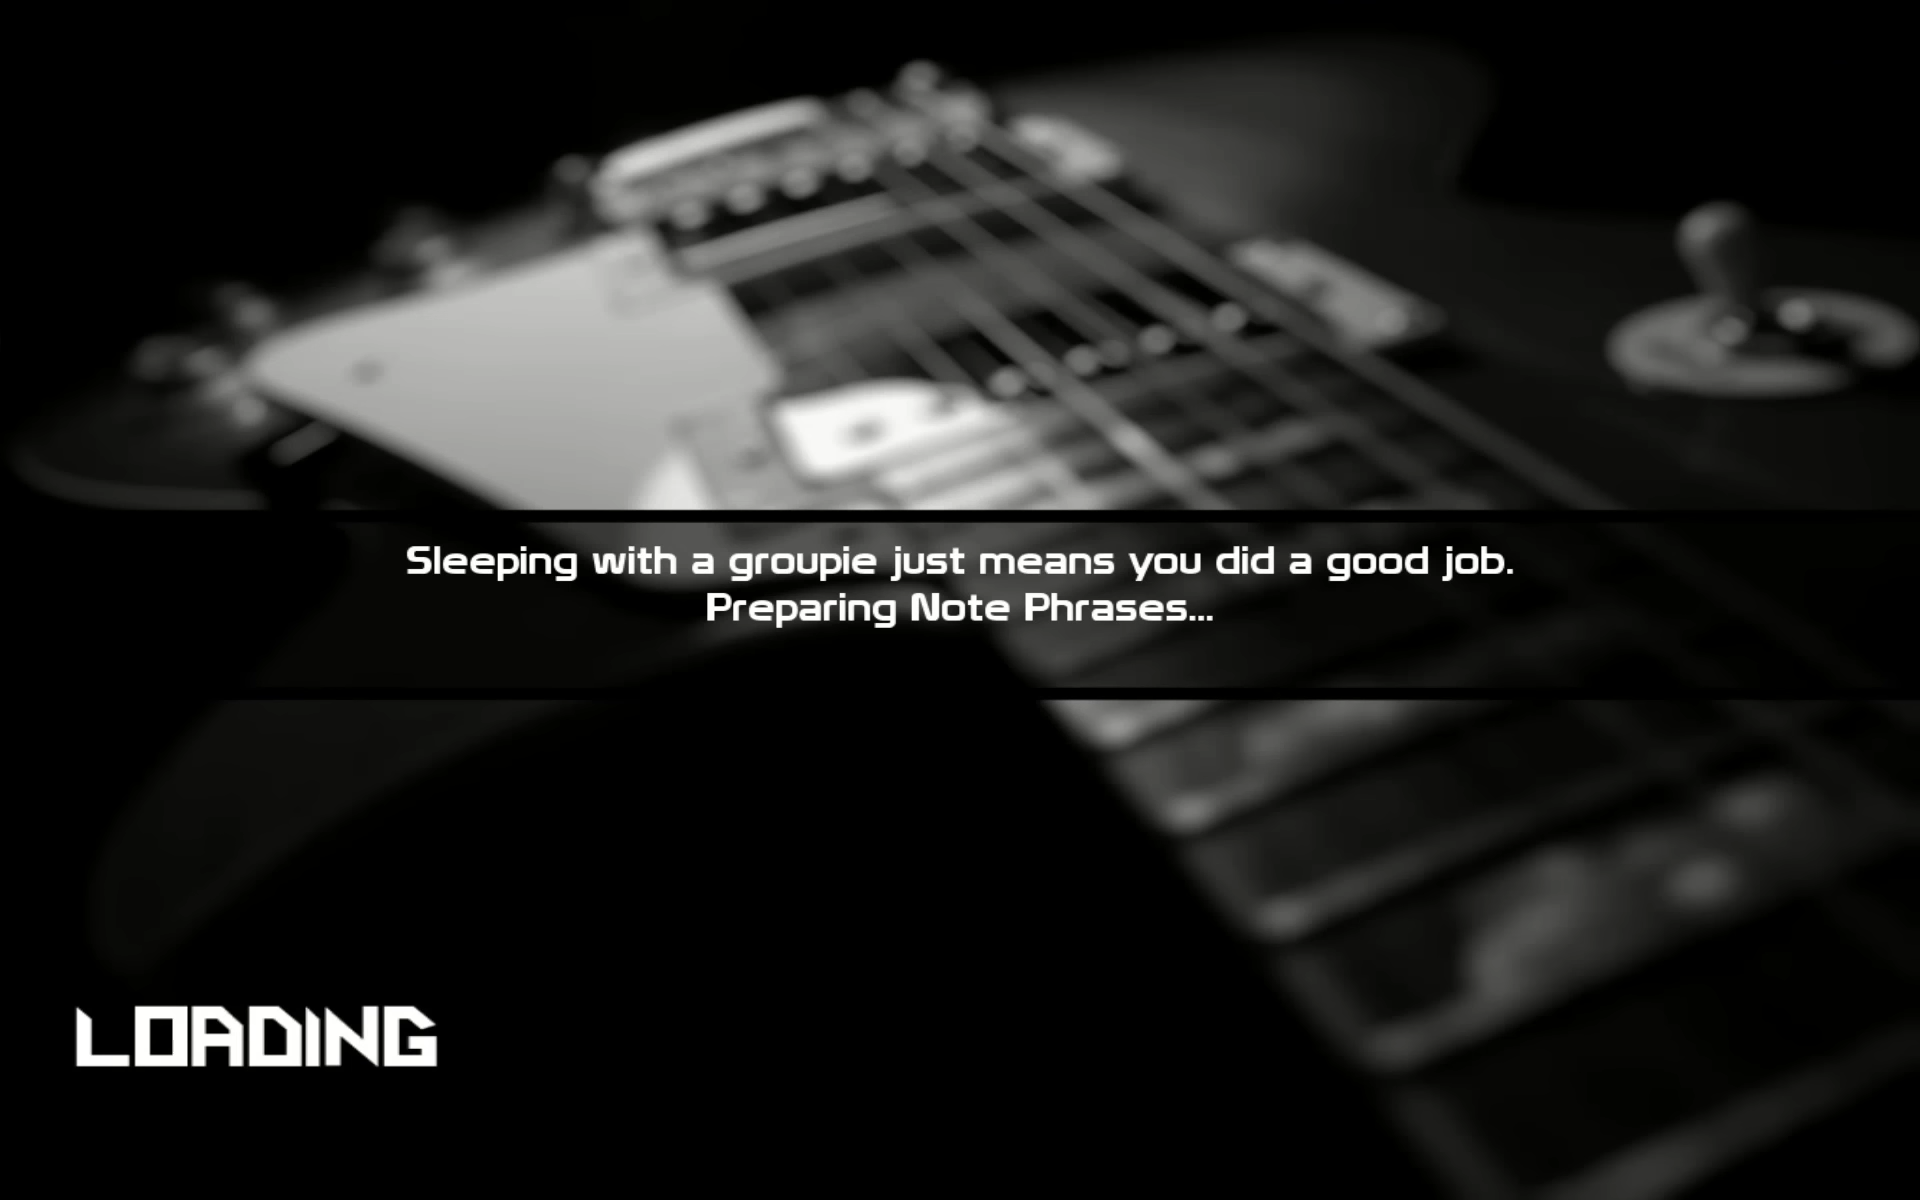 Sleeping with a groupie just means you did a good job.
Preparing Note Phrases...
LOADING